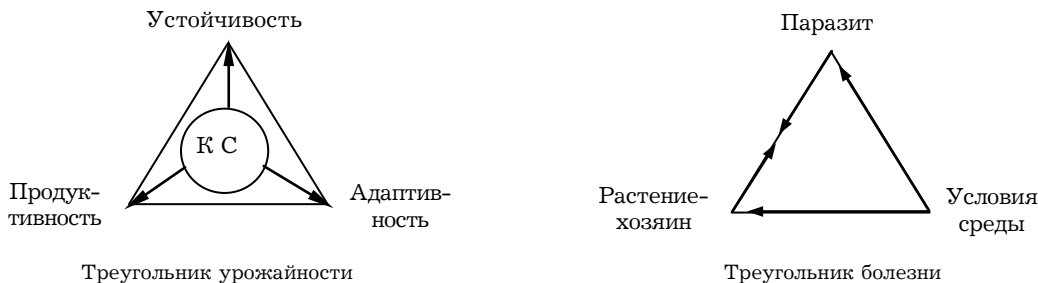 Устойчивость
К С
Продук-
тивность
Адаптив-
ность
Треугольник урожайности
Паразит
Растение-
хозяин
Условия
среды
Треугольник болезни